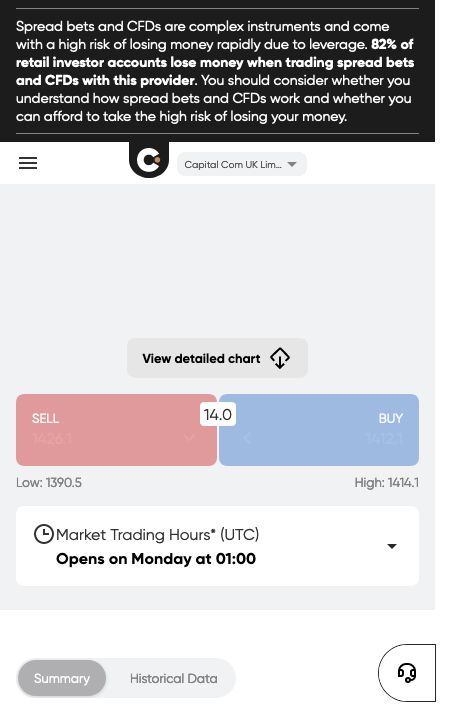 Spread bets and CFDs are complex instruments and come
with a high risk of losing money rapidly due to leverage. 82% of
retail investor accounts lose money when trading spread bets
and CFDs with this provider. You should consider whether you
understand how spread bets and CFDs work and whether you
can afford to take the high risk of losing your money.
Capital Com UK Lim...
View detailed chart
SELL
14.0
BUY
1426.1
1412.1
Low: 1390.5
High: 1414.1
Market Trading Hours* (UTC)
Opens on Monday at 01:00
Summary
Historical Data